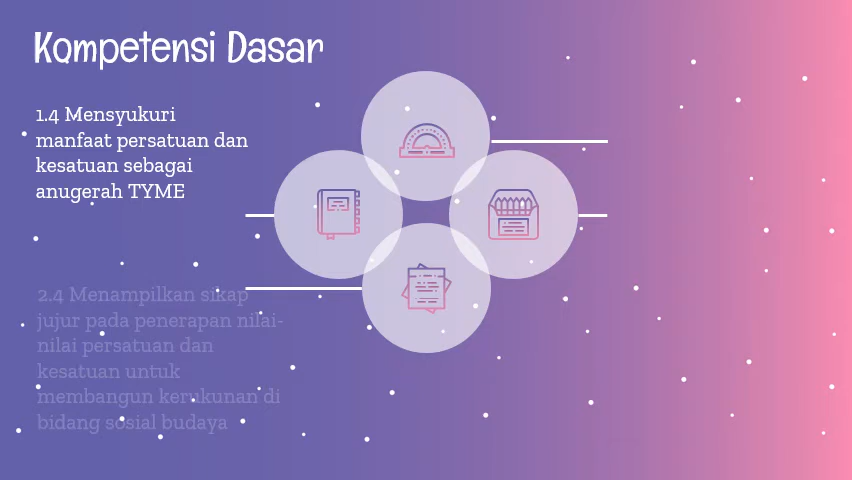 Kompetensi Dasar
1.4 Mensyukuri
manfaat persatuan dan
kesatuan sebagai
anugerah TYME
2.4 Menampilkan sikap
jujur pada penerapan nilai-
nilai persatuan dan
kesatuan untuk
membangun kerukunan di
bidang sosial budaya